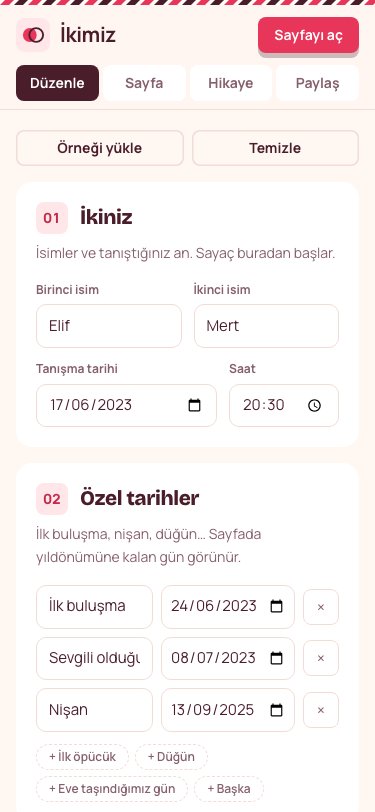 İkimiz
Sayfayı aç
Düzenle Sayfa Hikaye Paylaş
Örneği yükle Temizle
01 İkiniz
İsimler ve tanıştığınız an. Sayaç buradan başlar.
Birinci isim İkinci isim
Elif Mert
Tanışma tarihi Saat
17/06/2023 20:30
02 Özel tarihler
İlk buluşma, nişan, düğün... Sayfada
yıldönümüne kalan gün görünür.
İlk buluşma 24/06/2023 ×
Sevgili 08/07/2023 ×
Nişan 13/09/2025 ×
+ İlk öpücük + Düğün
+ Eve taşındığımız gün + Başka